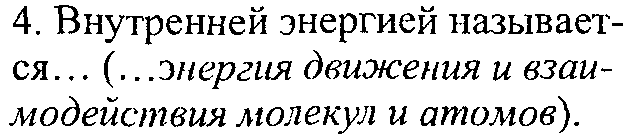 4. Внутренней энергией называет-
ся... (...энергия движения и взаи-
модействия молекул и атомов).